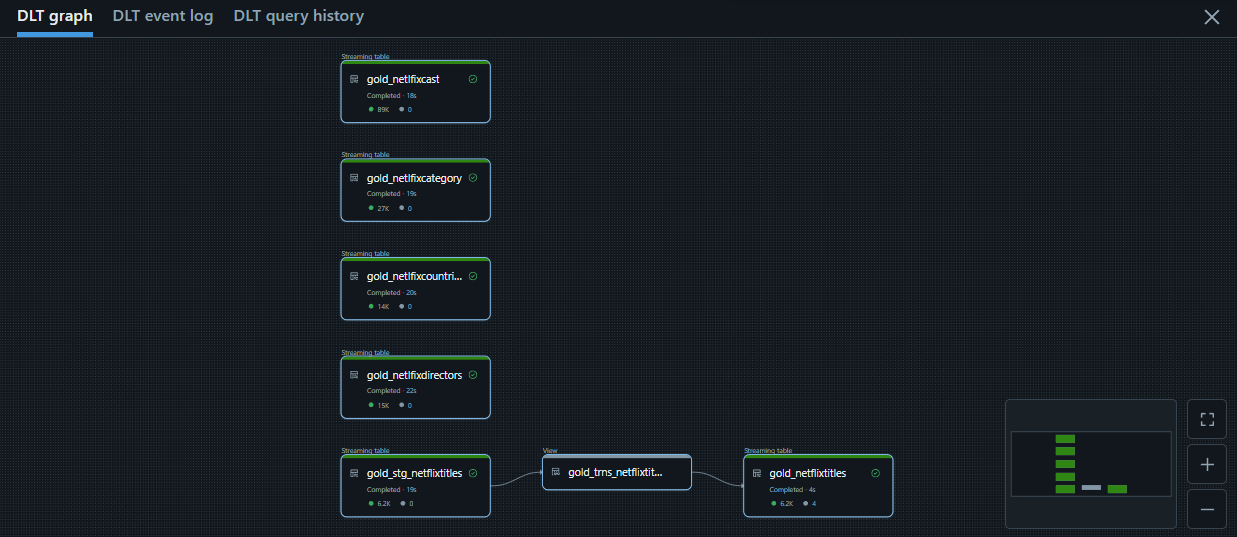 DLT graph DLT event log DLT query history
Streaming table
gold_netlfixcast
Completed · 18s
89K 0
Streaming table
gold_netlfixcategory
Completed · 19s
27K 0
Streaming table
gold_netlfixcountri...
Completed · 20s
14K 0
Streaming table
gold_netlfixdirectors
Completed · 22s
15K 0
Streaming table
gold_stg_netflixtitles
Completed · 19s
6.2K 0
View
gold_trns_netflixtit...
Streaming table
gold_netflixtitles
Completed · 4s
6.2K 4